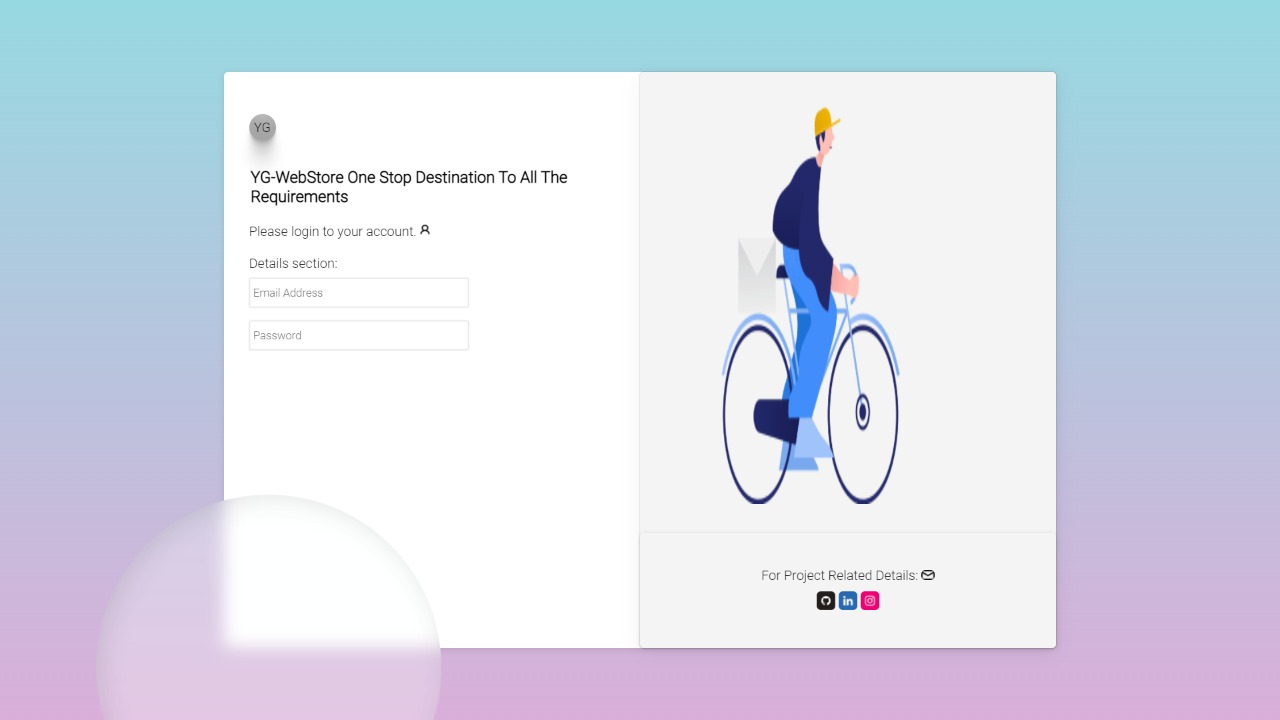 YG
YG-WebStore One Stop Destination To All The
Requirements
Please login to your account.
Details section:
Email Address
Password
For Project Related Details:
in